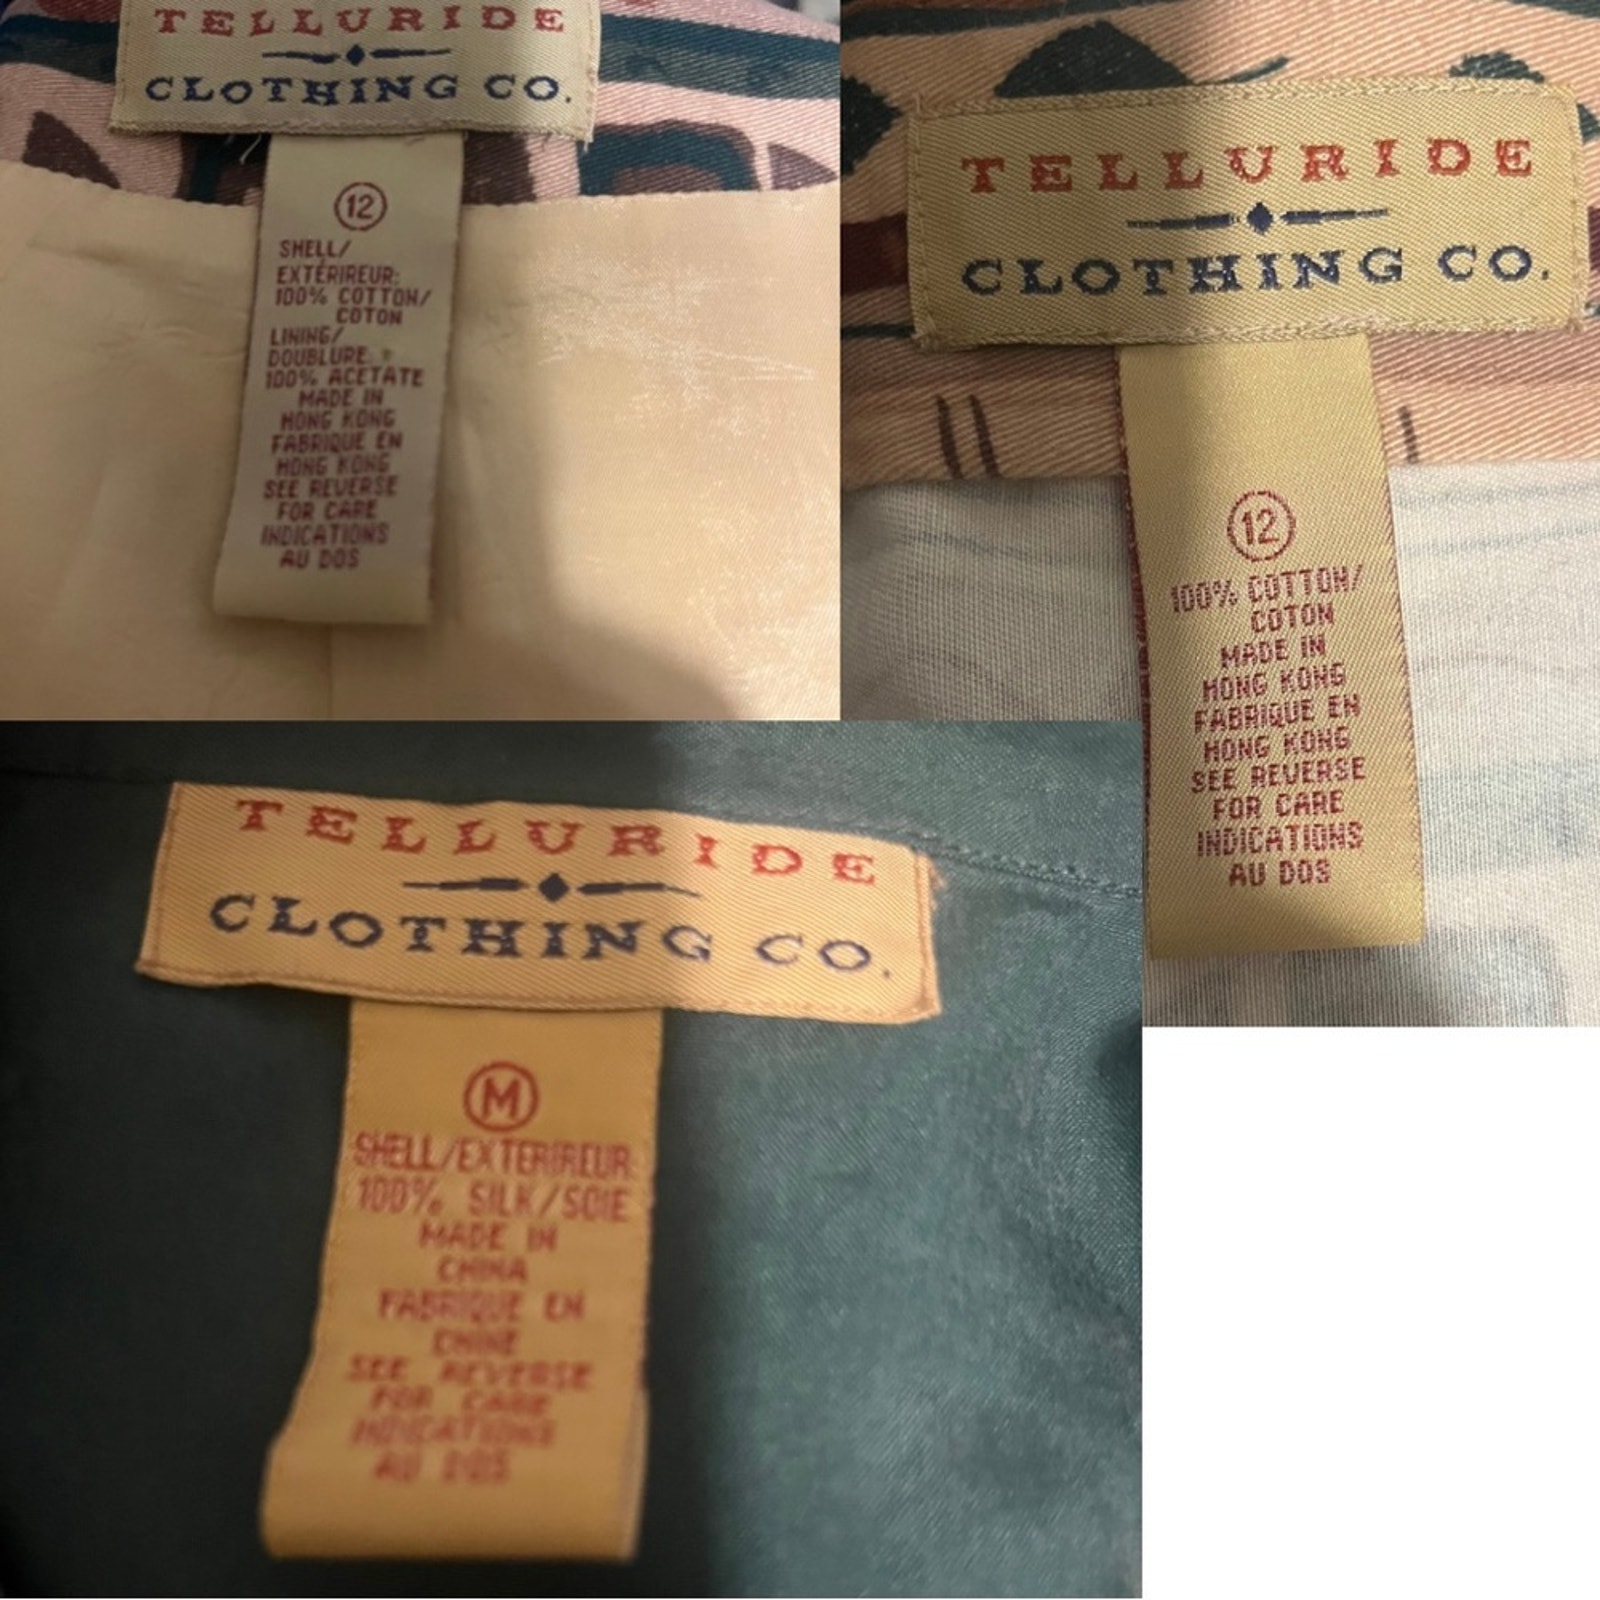 TELLURIDE
CLOTHING CO.
12
SHELL/
EXTÉRIREUR:
100% COTTON/
COTON
LINING/
DOUBLURE:
100% ACETATE
MADE IN
HONG KONG
FABRIQUE EN
HONG KONG
SEE REVERSE
FOR CARE
INDICATIONS
AU DOS
TELLURIDE
CLOTHING CO.
12
100% COTTON/
COTON
MADE IN
HONG KONG
FABRIQUE EN
HONG KONG
SEE REVERSE
FOR CARE
INDICATIONS
AU DOS
TELLURIDE
CLOTHING CO.
M
SHELL/EXTERIREUR:
100% SILK/SOIE
MADE IN
CHINA
FABRIQUE EN
CHINE
SEE REVERSE
FOR CARE
INDICATIONS
AU DOS